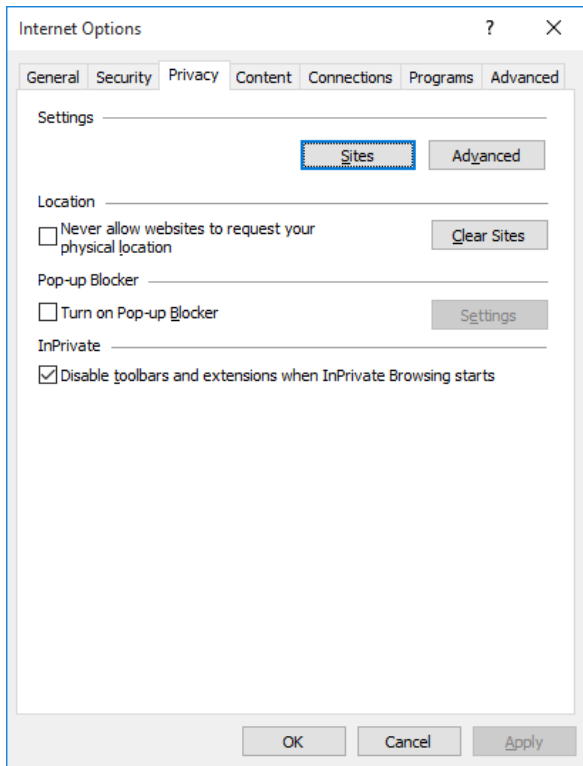 Internet Options ?
General Security Privacy Content Connections Programs Advanced
Settings
Sites Advanced
Location
Never allow websites to request your
physical location
Clear Sites
Pop-up Blocker
Turn on Pop-up Blocker Settings
InPrivate
Disable toolbars and extensions when InPrivate Browsing starts
OK Cancel Apply